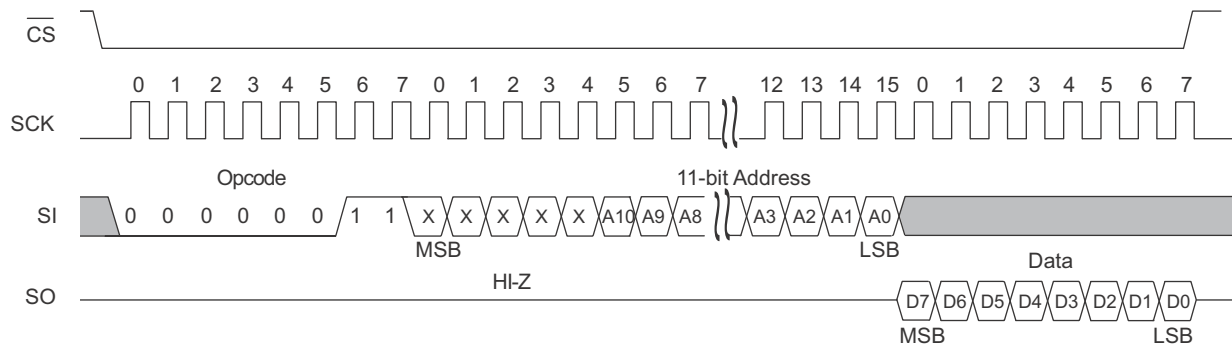 CS
0 1 2 3 4 5 6 7 0 1 2 3 4 5 6 7 12 13 14 15 0 1 2 3 4 5 6 7
SCK
Opcode 11-bit Address
SI 0 0 0 0 0 0 1 1 X X X X X A10 A9 A8 A3 A2 A1 A0
MSB LSB
HI-Z Data
SO D7 D6 D5 D4 D3 D2 D1 D0
MSB LSB